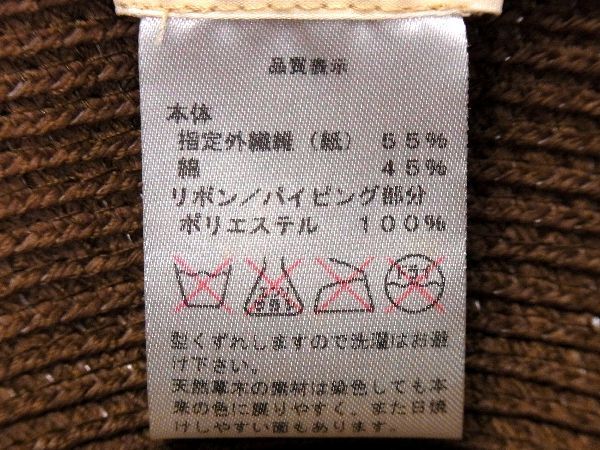 品質表示
本体
指定外繊維（紙） ５５％
綿 ４５％
リボン／パイピング部分
ポリエステル １００％
型くずれしますので洗濯はお避
け下さい。
天然草木の素材は染色しても本
来の色に戻りやすく、また日焼
けしやすい面もあります。